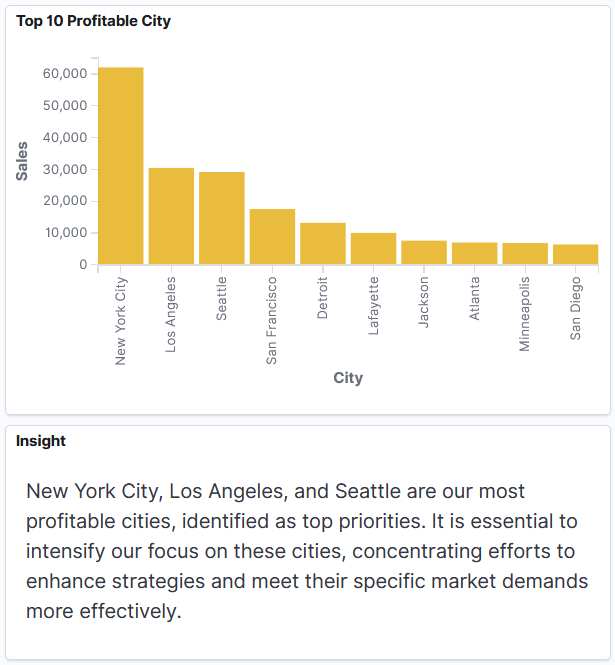 Top 10 Profitable City
60,000
50,000
40,000
30,000
20,000
10,000
0
Sales
New York City
Los Angeles
Seattle
San Francisco
Detroit
Lafayette
Jackson
Atlanta
Minneapolis
San Diego
City
Insight
New York City, Los Angeles, and Seattle are our most
profitable cities, identified as top priorities. It is essential to
intensify our focus on these cities, concentrating efforts to
enhance strategies and meet their specific market demands
more effectively.